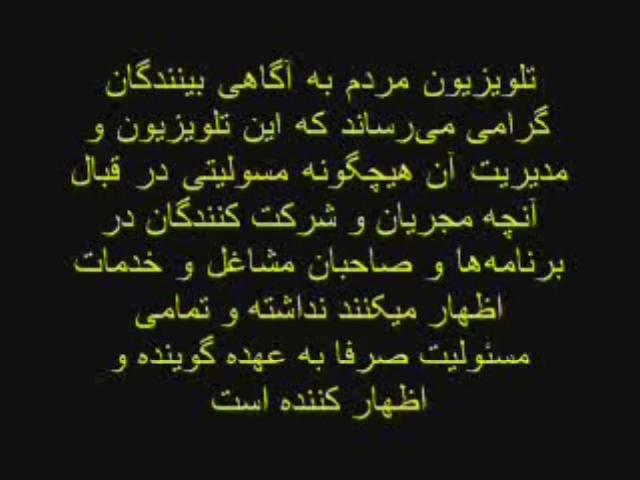 تلویزیون مردم به آگاهی بینندگان
گرامی می‌رساند که این تلویزیون و
مدیریت آن هیچگونه مسولیتی در قبال
آنچه مجریان و شرکت کنندگان در
برنامه‌ها و صاحبان مشاغل و خدمات
اظهار میکنند نداشته و تمامی
مسئولیت صرفا به عهده گوینده و
اظهار کننده است